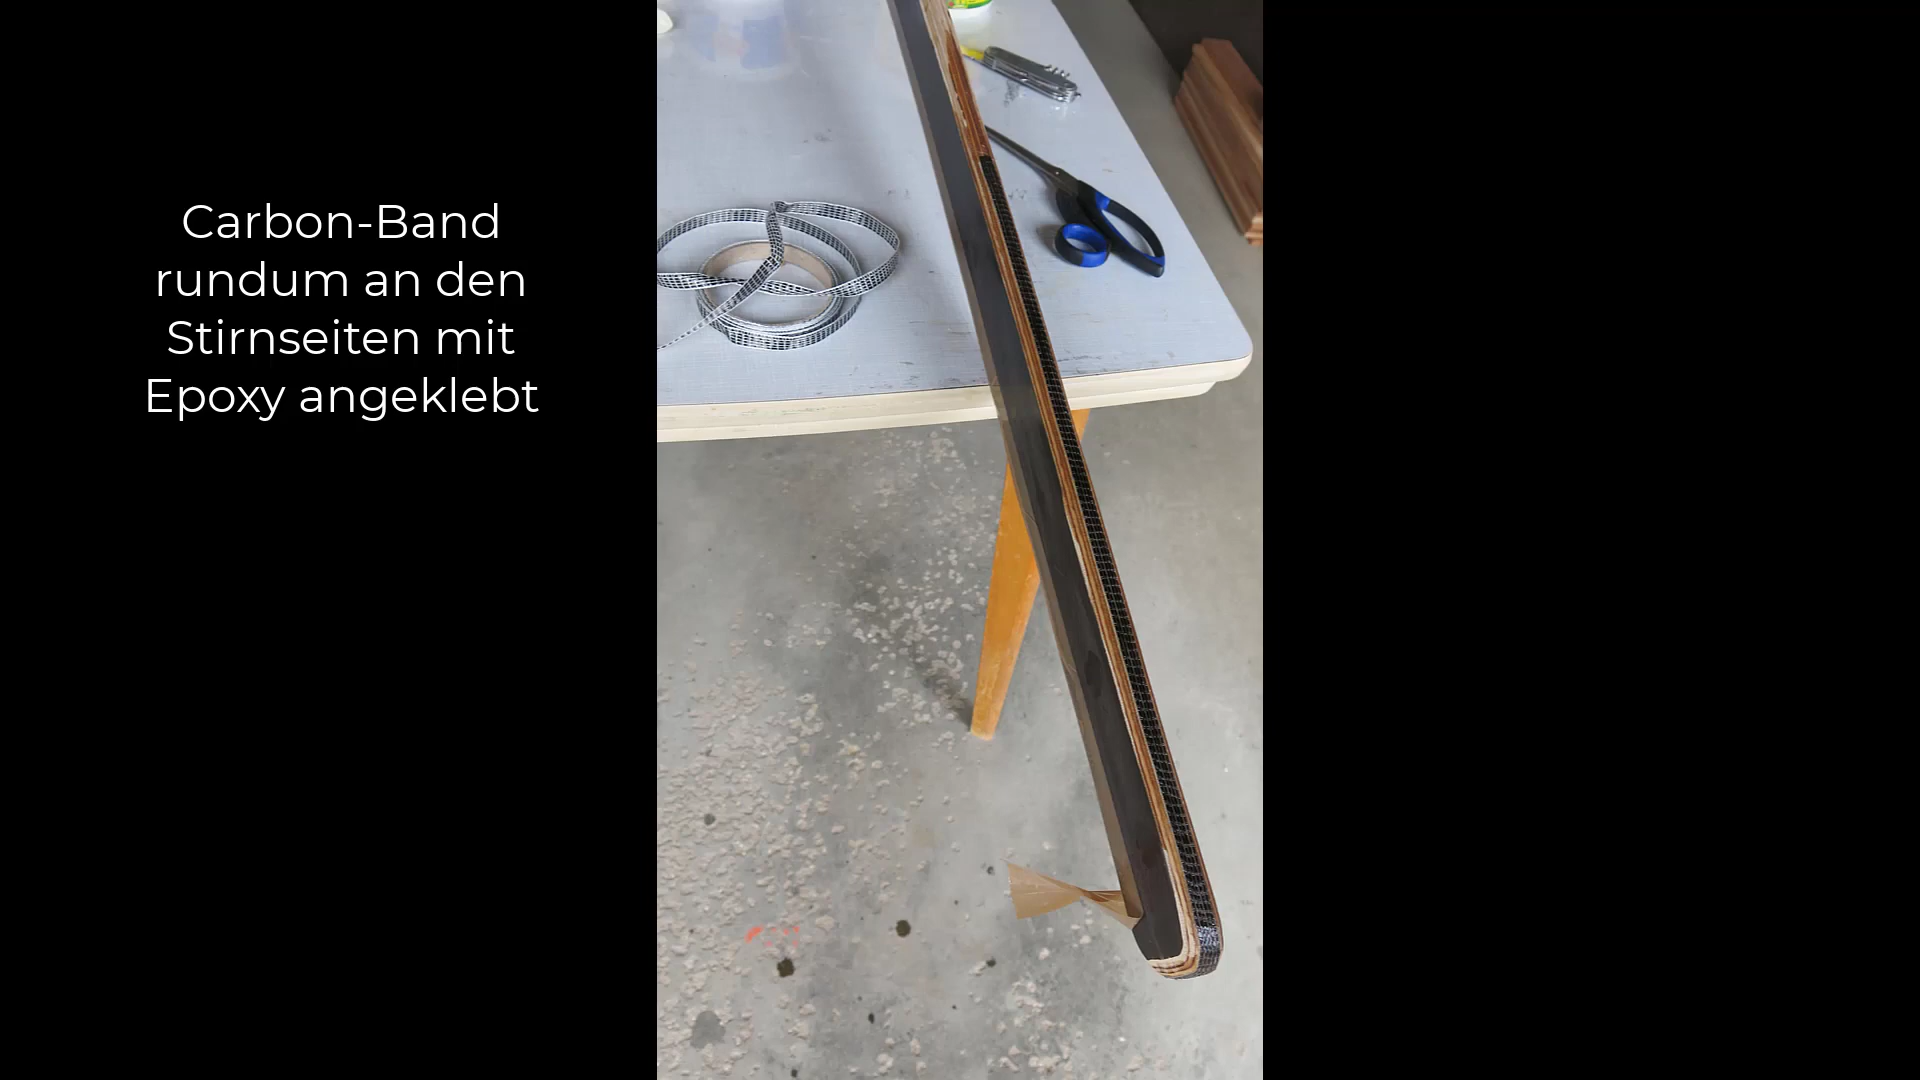 Carbon-Band
rundum an den
Stirnseiten mit
Epoxy angeklebt